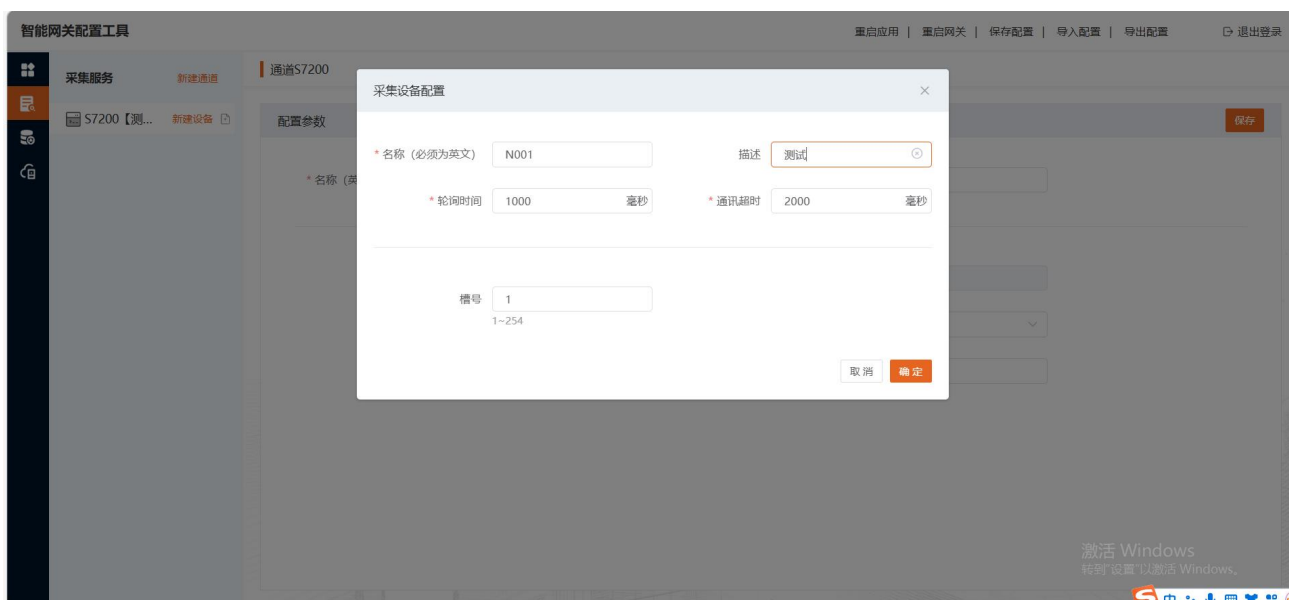 智能网关配置工具
重启应用 | 重启网关 | 保存配置 | 导入配置 | 导出配置 退出登录
采集服务 新建通道
通道S7200
S7200【测... 新建设备
配置参数
保存
* 名称（英
采集设备配置
* 名称（必须为英文） N001 描述 测试
* 轮询时间 1000 毫秒 * 通讯超时 2000 毫秒
槽号 1
1~254
取消 确定
激活 Windows
转到"设置"以激活 Windows。
中